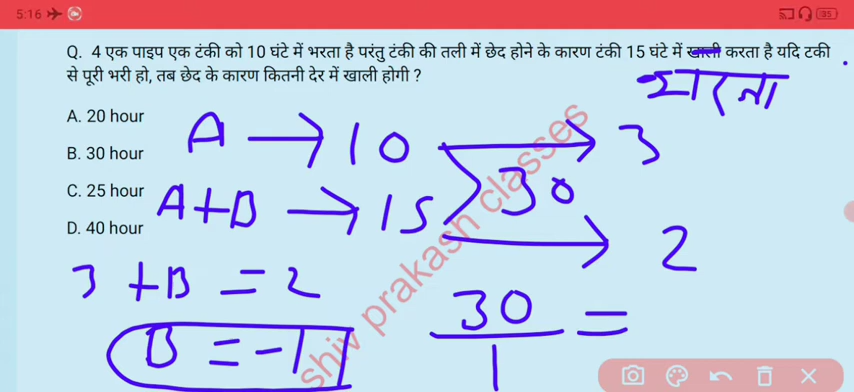 5:16
35
Q. 4 एक पाइप एक टंकी को 10 घंटे में भरता है परंतु टंकी की तली में छेद होने के कारण टंकी 15 घंटे में खाली करता है यदि टकी
से पूरी भरी हो, तब छेद के कारण कितनी देर में खाली होगी ?
भरता
A. 20 hour
B. 30 hour
C. 25 hour
D. 40 hour
A → 10
3
A+B → 15
30
2
3 + B = 2
B = -1
30/1 =
shiv prakash classes